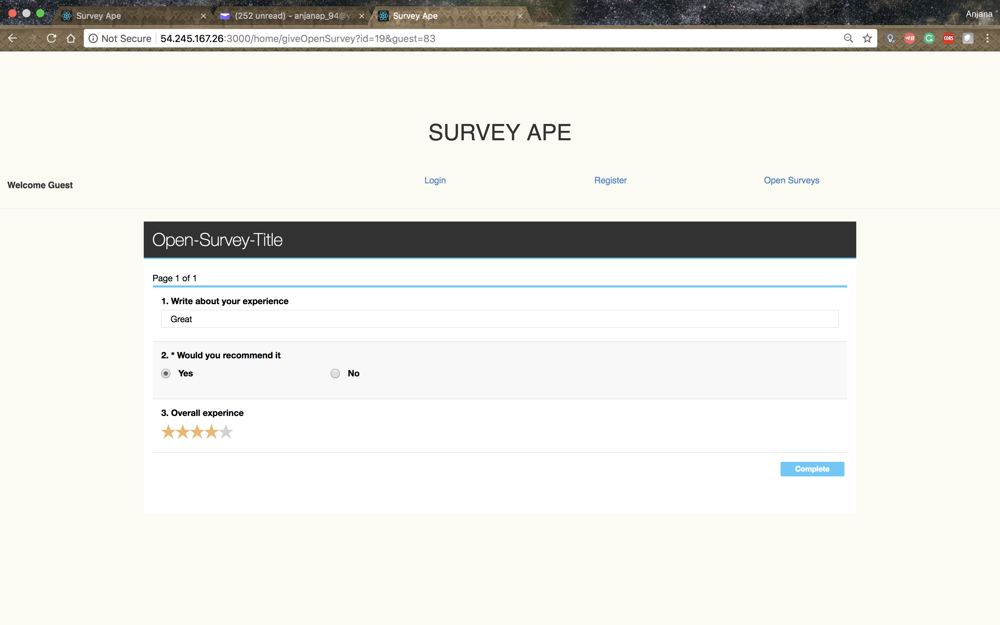 Survey Ape
(252 unread) - anjanap_94@
Survey Ape
Anjana
Not Secure 54.245.167.26:3000/home/giveOpenSurvey?id=19&guest=83
B
G
CORS
SURVEY APE
Welcome Guest
Login
Register
Open Surveys
Open-Survey-Title
Page 1 of 1
1. Write about your experience
Great
2. * Would you recommend it
Yes
No
3. Overall experince
Complete